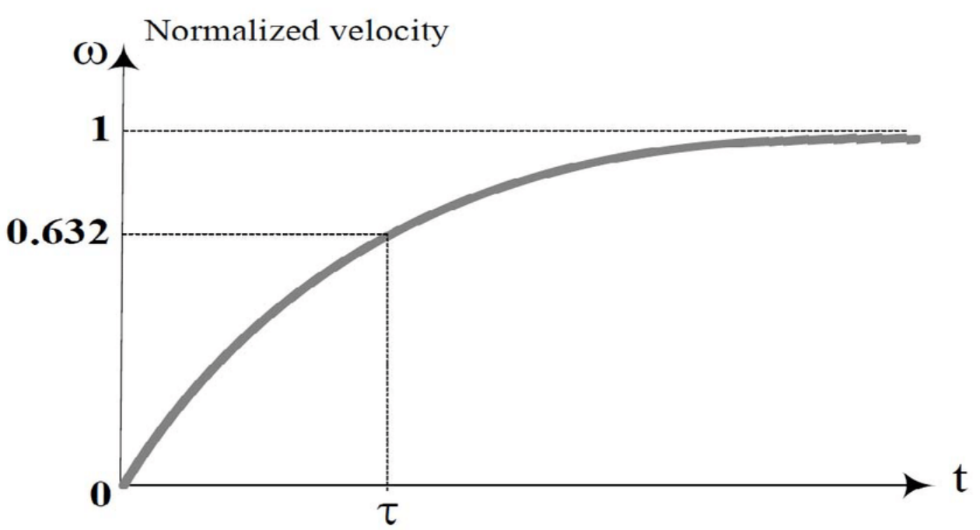 Normalized velocity
ω
1
0.632
0
τ
t